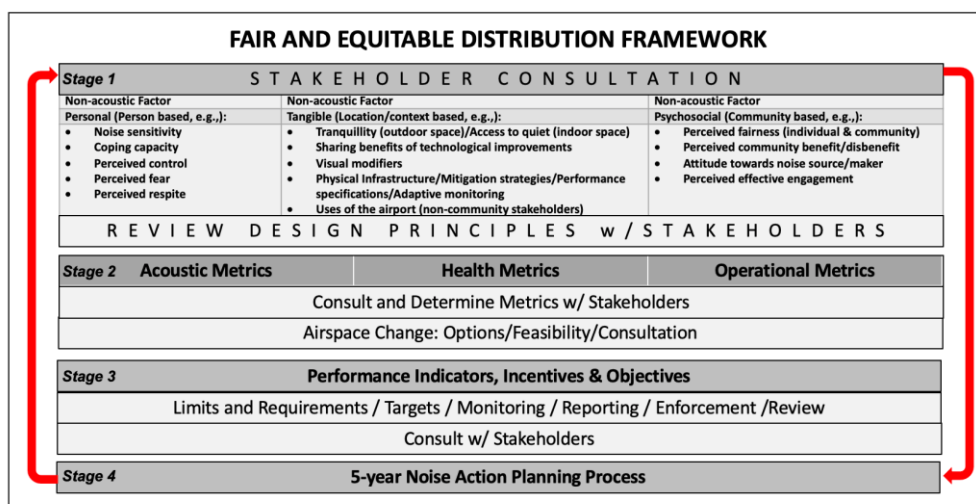 FAIR AND EQUITABLE DISTRIBUTION FRAMEWORK
Stage 1 STAKEHOLDER CONSULTATION
Non-acoustic Factor
Personal (Person based, e.g.,):
• Noise sensitivity
• Coping capacity
• Perceived control
• Perceived fear
• Perceived respite
Non-acoustic Factor
Tangible (Location/context based, e.g.,):
• Tranquillity (outdoor space)/Access to quiet (indoor space)
• Sharing benefits of technological improvements
• Visual modifiers
• Physical Infrastructure/Mitigation strategies/Performance
specifications/Adaptive monitoring
• Uses of the airport (non-community stakeholders)
Non-acoustic Factor
Psychosocial (Community based, e.g.,):
• Perceived fairness (individual & community)
• Perceived community benefit/disbenefit
• Attitude towards noise source/maker
• Perceived effective engagement
REVIEW DESIGN PRINCIPLES w/STAKEHOLDERS
Stage 2 Acoustic Metrics Health Metrics Operational Metrics
Consult and Determine Metrics w/ Stakeholders
Airspace Change: Options/Feasibility/Consultation
Stage 3 Performance Indicators, Incentives & Objectives
Limits and Requirements / Targets / Monitoring / Reporting / Enforcement /Review
Consult w/ Stakeholders
Stage 4 5-year Noise Action Planning Process